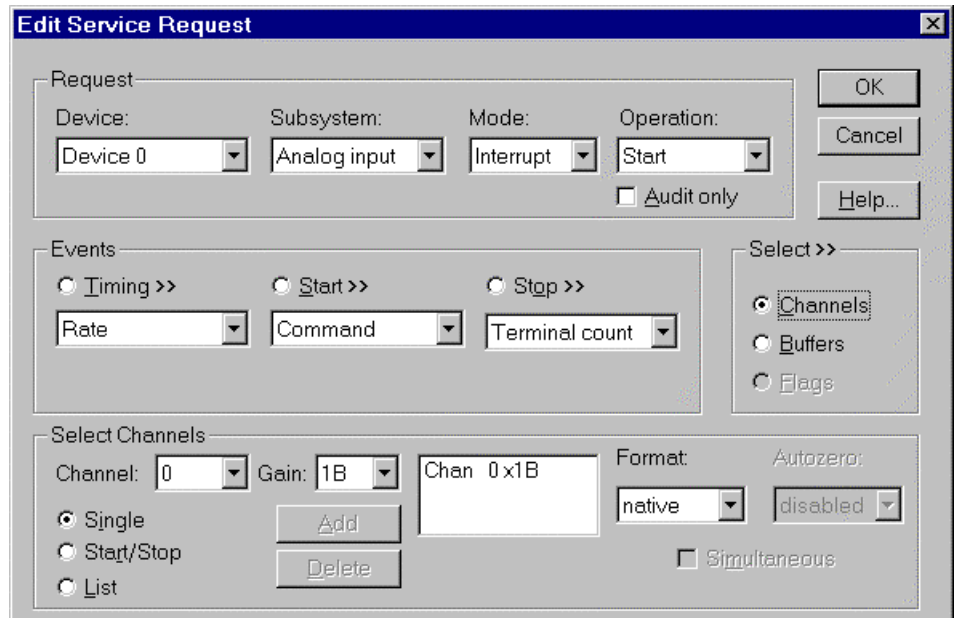 Edit Service Request
Request
OK
Device: Subsystem: Mode: Operation:
Device 0 Analog input Interrupt Start
Cancel
Audit only
Help...
Events
Select >>
Timing >> Start >> Stop >>
Channels
Rate Command Terminal count
Buffers
Flags
Select Channels
Channel: 0 Gain: 1B Chan 0 x1B Format: Autozero:
native disabled
Single
Add
Start/Stop
Simultaneous
Delete
List